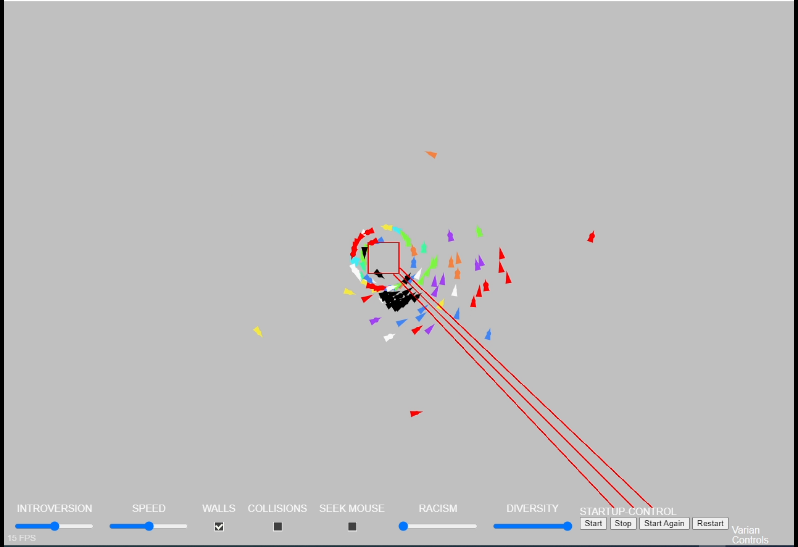 INTROVERSION SPEED WALLS COLLISIONS SEEK MOUSE RACISM DIVERSITY STARTUP-CONTROL
Start Stop Start Again Restart
Varian
Controls
15 FPS